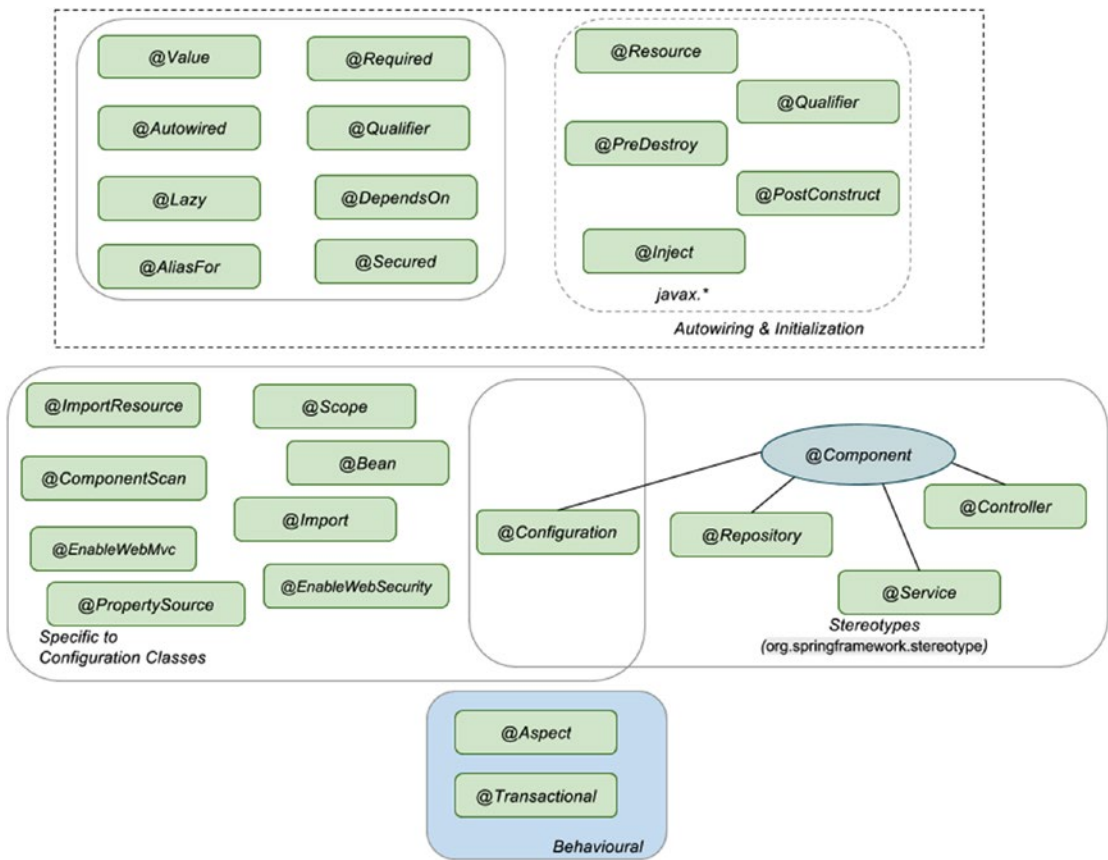 @Value
@Required
@Autowired
@Qualifier
@Lazy
@DependsOn
@AliasFor
@Secured
@Resource
@Qualifier
@PreDestroy
@PostConstruct
@Inject
javax.*
Autowiring & Initialization
@ImportResource
@Scope
@Bean
@ComponentScan
@Import
@EnableWebMvc
@EnableWebSecurity
@PropertySource
Specific to
Configuration Classes
@Configuration
@Component
@Controller
@Repository
@Service
Stereotypes
(org.springframework.stereotype)
@Aspect
@Transactional
Behavioural